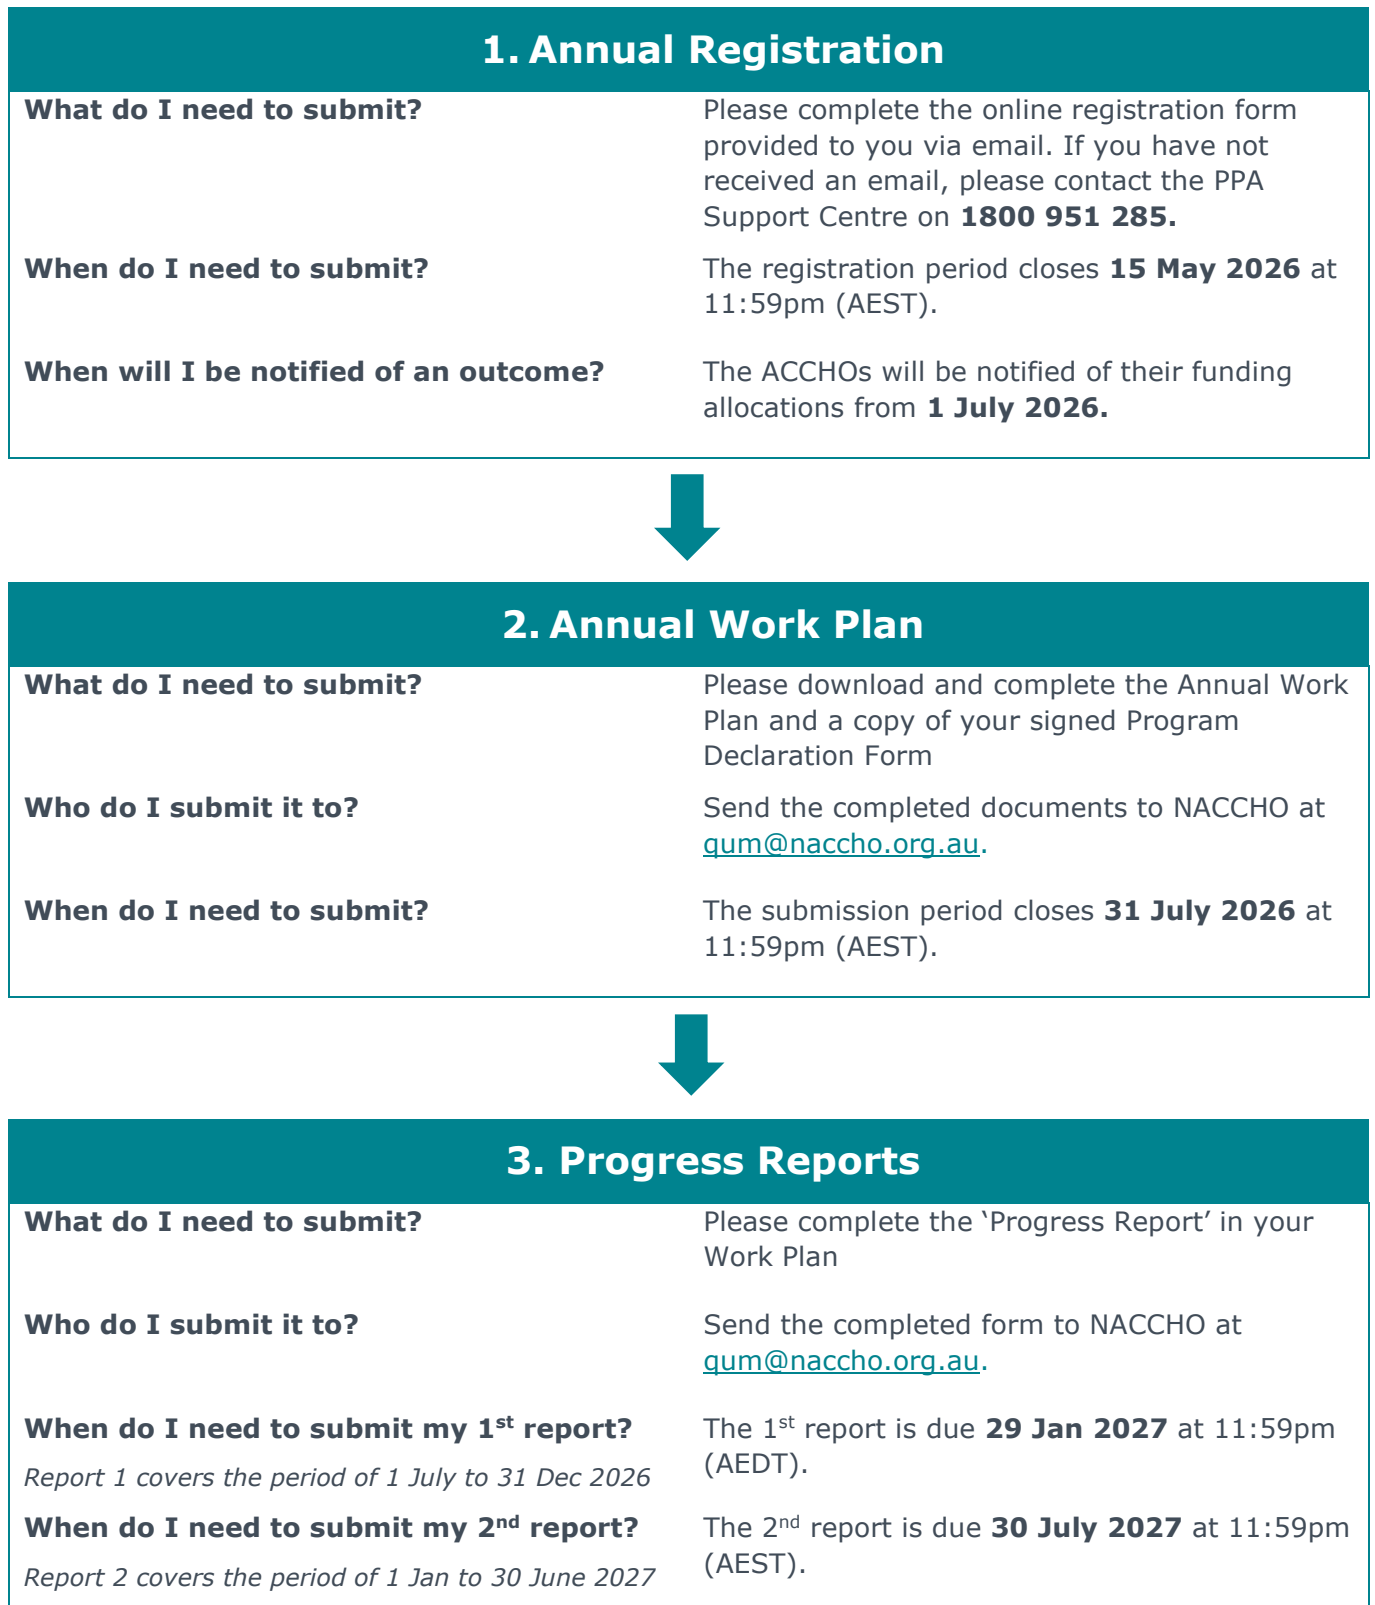 1. Annual Registration
What do I need to submit?
Please complete the online registration form
provided to you via email. If you have not
received an email, please contact the PPA
Support Centre on 1800 951 285.
When do I need to submit?
The registration period closes 15 May 2026 at
11:59pm (AEST).
When will I be notified of an outcome?
The ACCHOs will be notified of their funding
allocations from 1 July 2026.
2. Annual Work Plan
What do I need to submit?
Please download and complete the Annual Work
Plan and a copy of your signed Program
Declaration Form
Who do I submit it to?
Send the completed documents to NACCHO at
qum@naccho.org.au.
When do I need to submit?
The submission period closes 31 July 2026 at
11:59pm (AEST).
3. Progress Reports
What do I need to submit?
Please complete the ‘Progress Report’ in your
Work Plan
Who do I submit it to?
Send the completed form to NACCHO at
qum@naccho.org.au.
When do I need to submit my 1st report?
Report 1 covers the period of 1 July to 31 Dec 2026
The 1st report is due 29 Jan 2027 at 11:59pm
(AEDT).
When do I need to submit my 2nd report?
Report 2 covers the period of 1 Jan to 30 June 2027
The 2nd report is due 30 July 2027 at 11:59pm
(AEST).